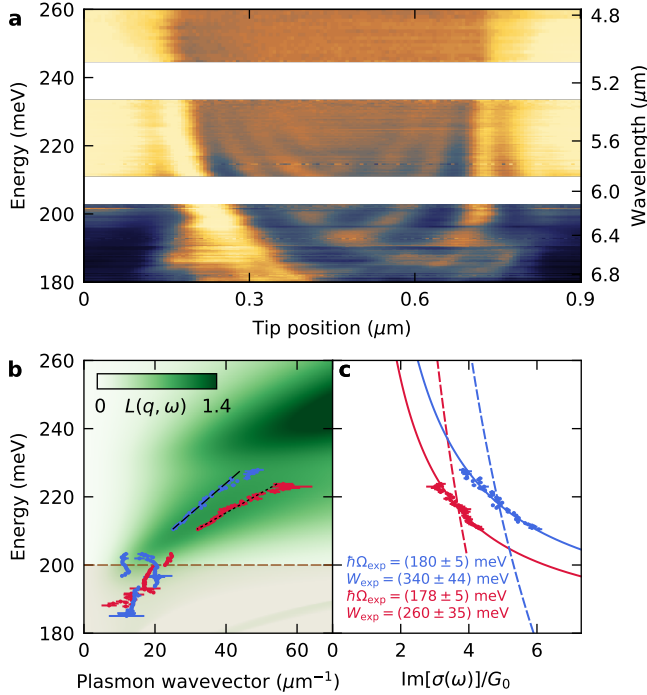 a
260
240
220
200
180
Energy (meV)
4.8
5.2
5.6
6.0
6.4
6.8
Wavelength (μm)
0
0.3
0.6
0.9
Tip position (μm)
b
260
240
220
200
180
Energy (meV)
0 L(q, ω) 1.4
0
20
40
60
Plasmon wavevector (μm⁻¹)
c
ℏΩexp = (180 ± 5) meV
Wexp = (340 ± 44) meV
ℏΩexp = (178 ± 5) meV
Wexp = (260 ± 35) meV
0
2
4
6
Im[σ(ω)]/G₀